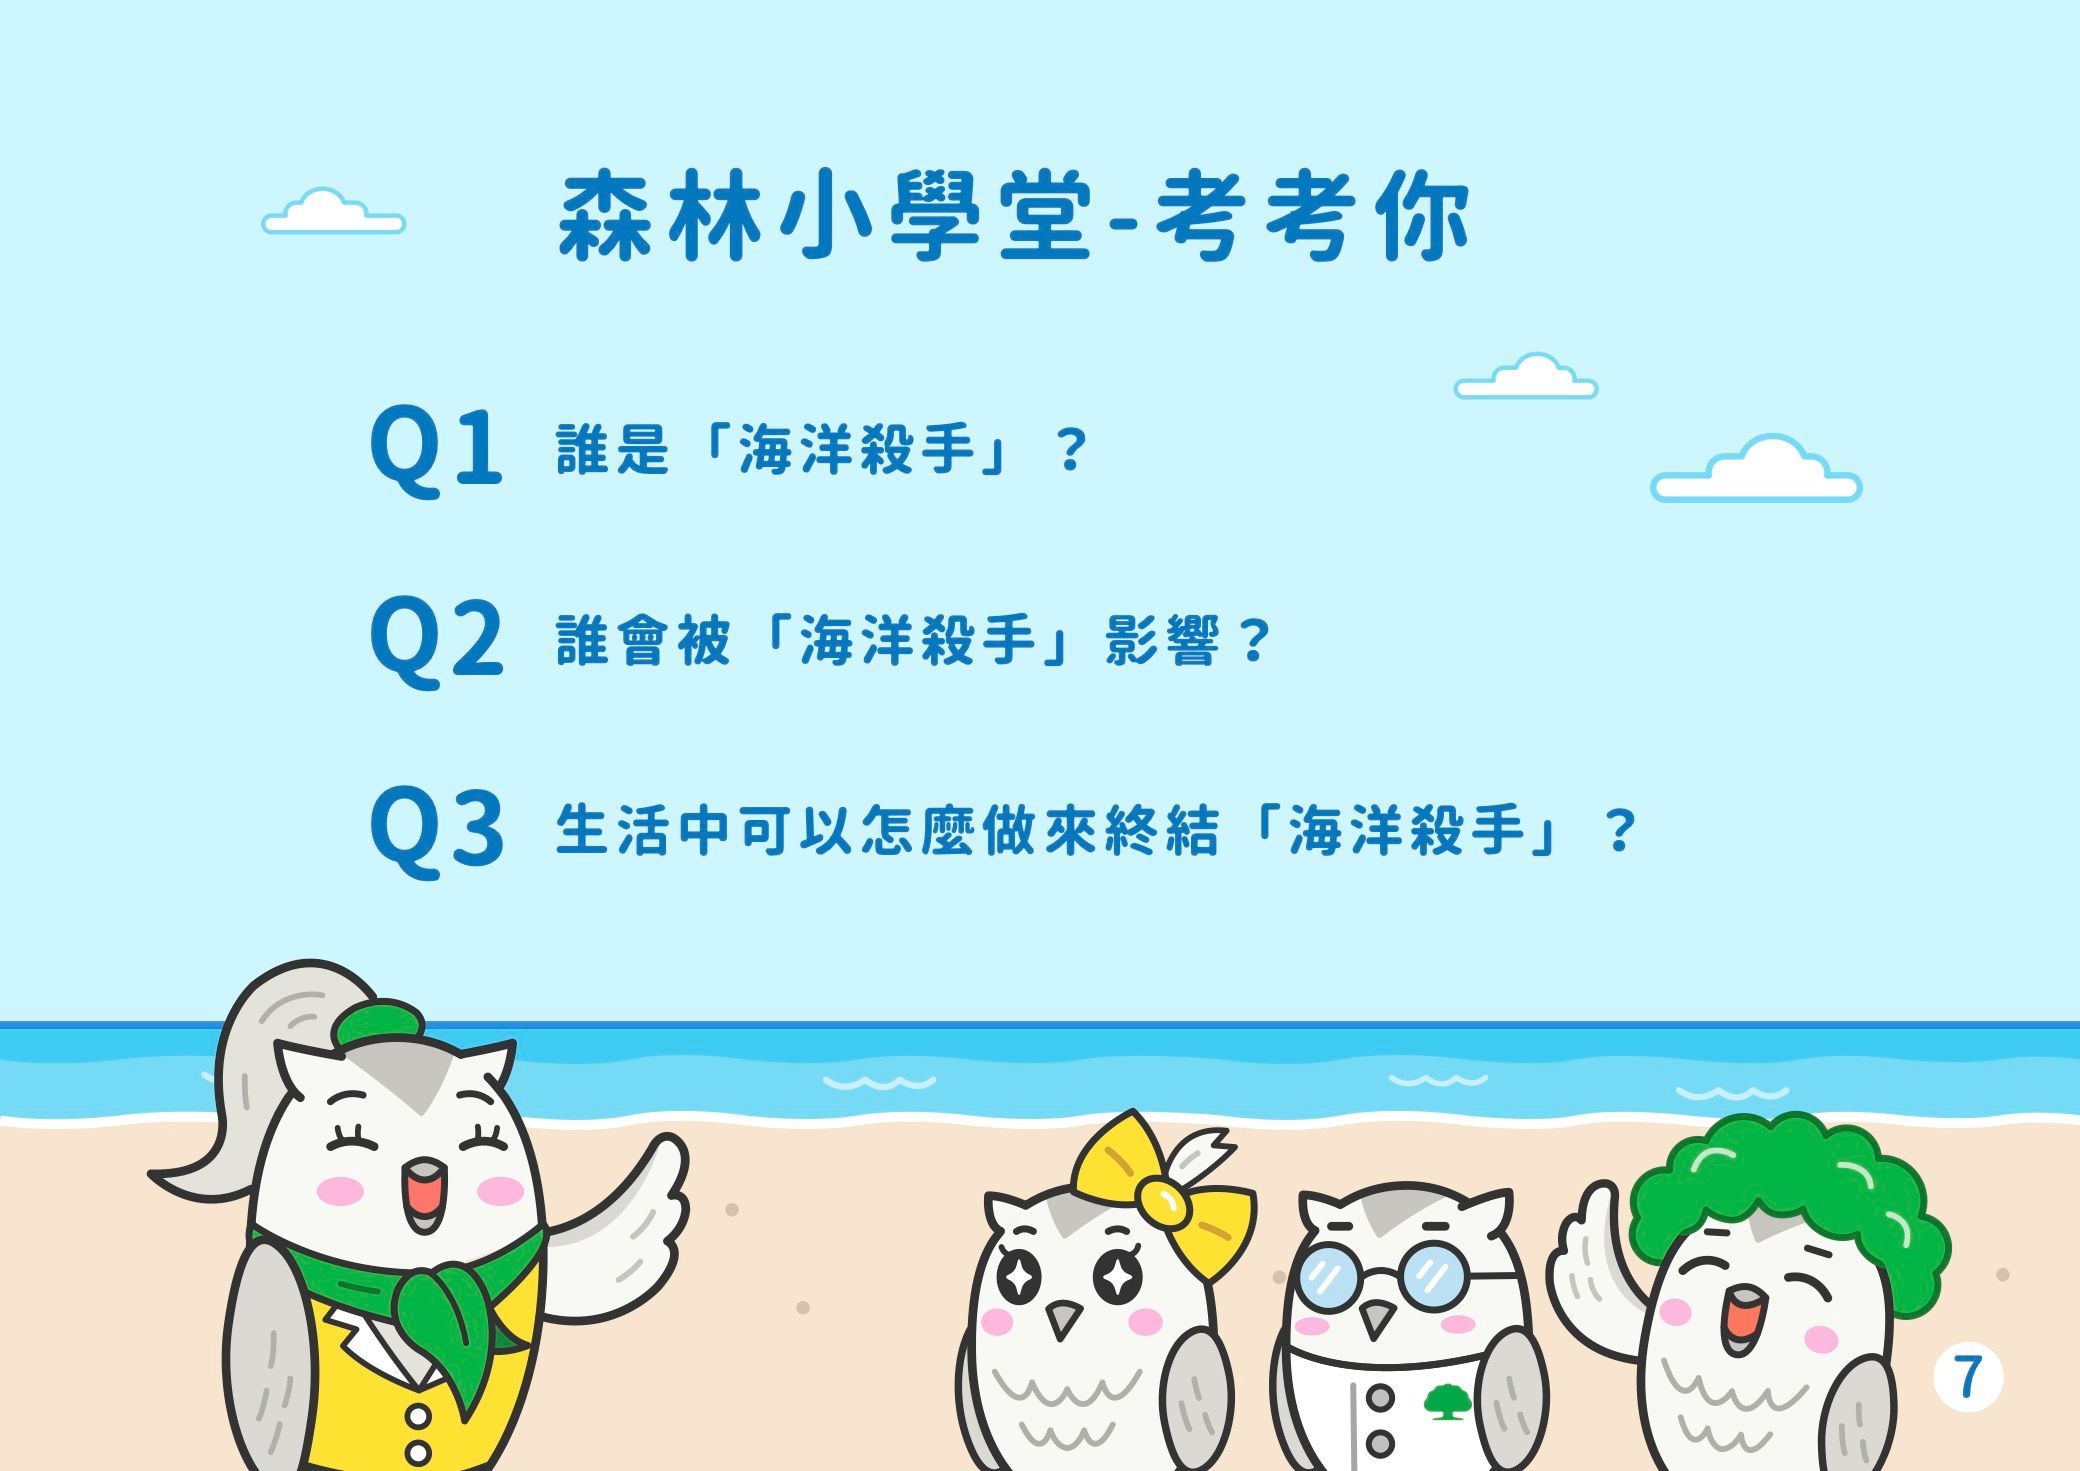 森林小學堂-考考你
Q1 誰是「海洋殺手」？
Q2 誰會被「海洋殺手」影響？
Q3 生活中可以怎麼做來終結「海洋殺手」？
7